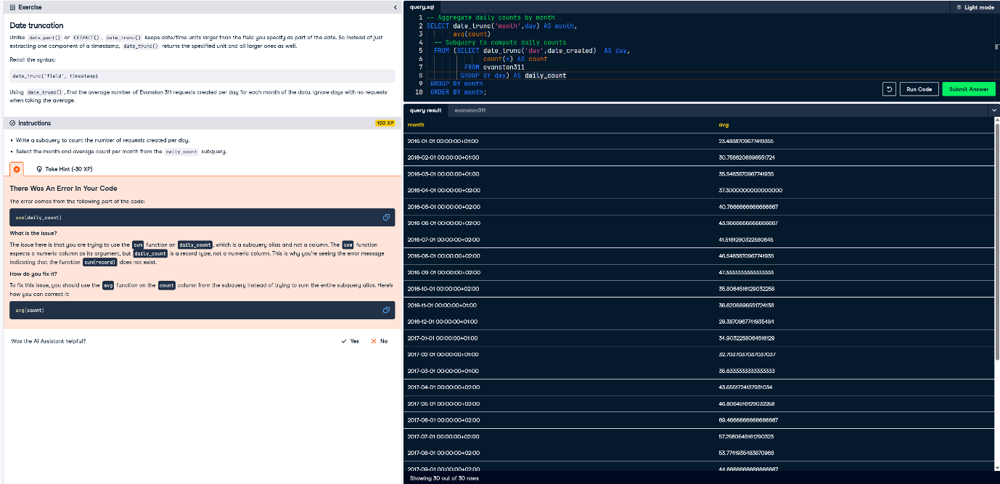 Exercise
Date truncation
Unlike date_part() or EXTRACT(), date_trunc() keeps date/time units larger than the field you specify as part of the date. So instead of just
extracting one component of a timestamp, date_trunc() returns the specified unit and all larger ones as well.
Recall the syntax:
date_trunc('field', timestamp)
Using date_trunc(), find the average number of Evanston 311 requests created per day for each month of the data. Ignore days with no requests
when taking the average.
Instructions
100 XP
• Write a subquery to count the number of requests created per day.
• Select the month and average count per month from the daily_count subquery.
Take Hint (-30 XP)
There Was An Error In Your Code
The error comes from the following part of the code:
sum(daily_count)
What is the issue?
The issue here is that you are trying to use the sum function on daily_count, which is a subquery alias and not a column. The sum function
expects a numeric column as its argument, but daily_count is a record type, not a numeric column. This is why you're seeing the error message
indicating that the function sum(record) does not exist.
How do you fix it?
To fix this issue, you should use the avg function on the count column from the subquery instead of trying to sum the entire subquery alias. Here's
how you can correct it:
avg(count)
Was the AI Assistant helpful?
Yes
No
query.sql
Light mode
1 -- Aggregate daily counts by month
2 SELECT date_trunc('month',day) AS month,
3 avg(count)
4 -- Subquery to compute daily counts
5 FROM (SELECT date_trunc('day',date_created) AS day,
6 count(*) AS count
7 FROM evanston311
8 GROUP BY day) AS daily_count
9 GROUP BY month
10 ORDER BY month;
Run Code
Submit Answer
query result
evanston311
month avg
2016-01-01 00:00:00+01:00 23.4838709677419355
2016-02-01 00:00:00+01:00 30.7586206896551724
2016-03-01 00:00:00+01:00 35.5483870967741935
2016-04-01 00:00:00+02:00 37.3000000000000000
2016-05-01 00:00:00+02:00 40.7666666666666667
2016-06-01 00:00:00+02:00 43.9666666666666667
2016-07-01 00:00:00+02:00 41.5161290322580645
2016-08-01 00:00:00+02:00 46.5483870967741935
2016-09-01 00:00:00+02:00 47.3333333333333333
2016-10-01 00:00:00+02:00 35.8064516129032258
2016-11-01 00:00:00+01:00 36.6206896551724138
2016-12-01 00:00:00+01:00 29.3870967741935484
2017-01-01 00:00:00+01:00 34.9032258064516129
2017-02-01 00:00:00+01:00 32.7037037037037037
2017-03-01 00:00:00+01:00 35.6333333333333333
2017-04-01 00:00:00+02:00 43.6551724137931034
2017-05-01 00:00:00+02:00 46.8064516129032258
2017-06-01 00:00:00+02:00 69.4666666666666667
2017-07-01 00:00:00+02:00 57.2580645161290323
2017-08-01 00:00:00+02:00 53.7741935483870968
2017-09-01 00:00:00+02:00 44.6666666666666667
Showing 30 out of 30 rows